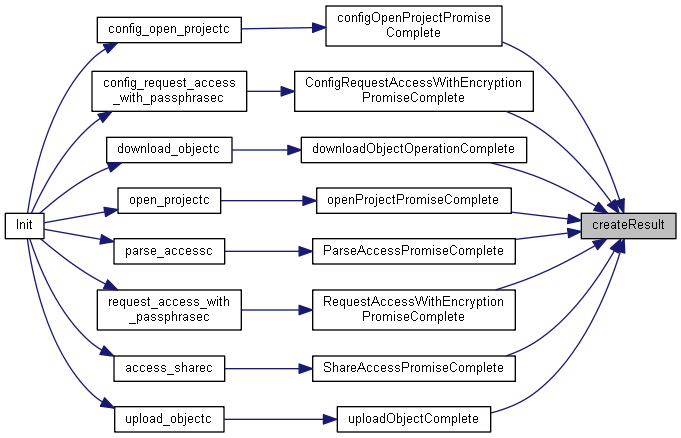 configOpenProjectPromise
Complete
config_open_projectc
config_request_access
_with_passphrasec
ConfigRequestAccessWithEncryption
PromiseComplete
download_objectc
downloadObjectOperationComplete
open_projectc
openProjectPromiseComplete
Init
createResult
parse_accessc
ParseAccessPromiseComplete
request_access_with
_passphrasec
RequestAccessWithEncryption
PromiseComplete
access_sharec
ShareAccessPromiseComplete
upload_objectc
uploadObjectComplete